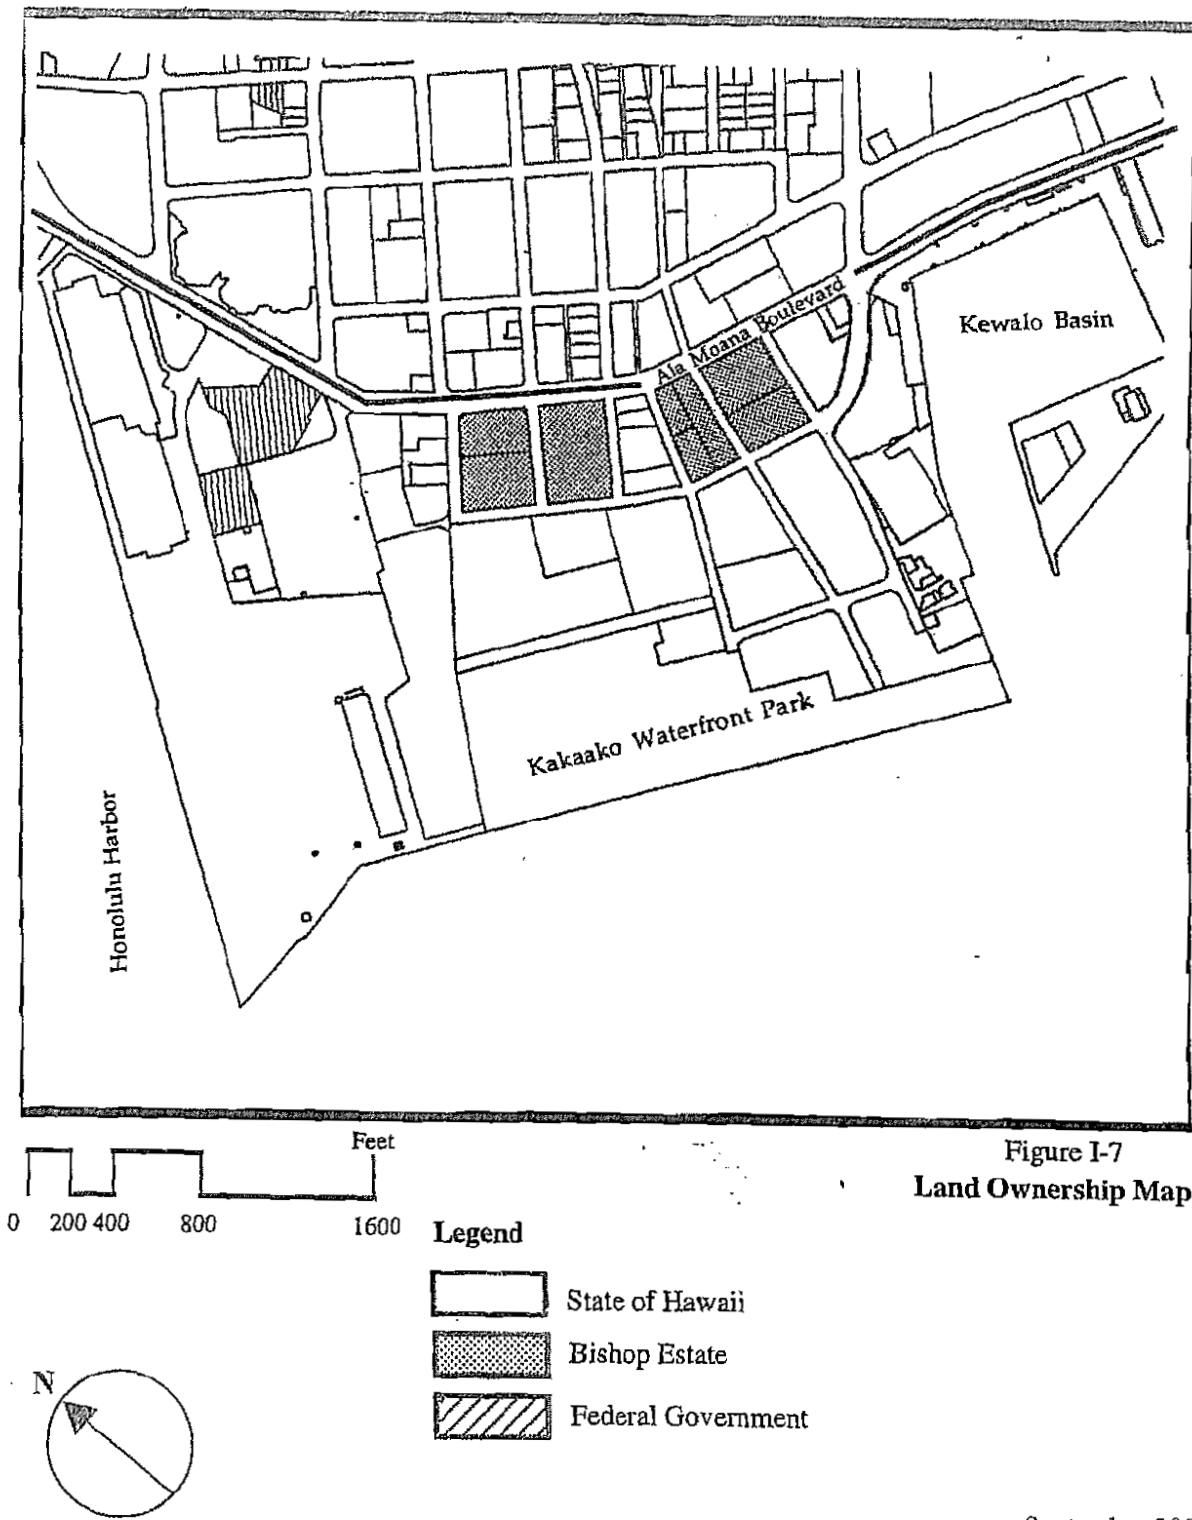 Kewalo Basin
Ala Moana Boulevard
Kakaako Waterfront Park
Honolulu Harbor
Feet
0 200 400 800 1600
Figure I-7
Land Ownership Map
Legend
State of Hawaii
Bishop Estate
Federal Government
N